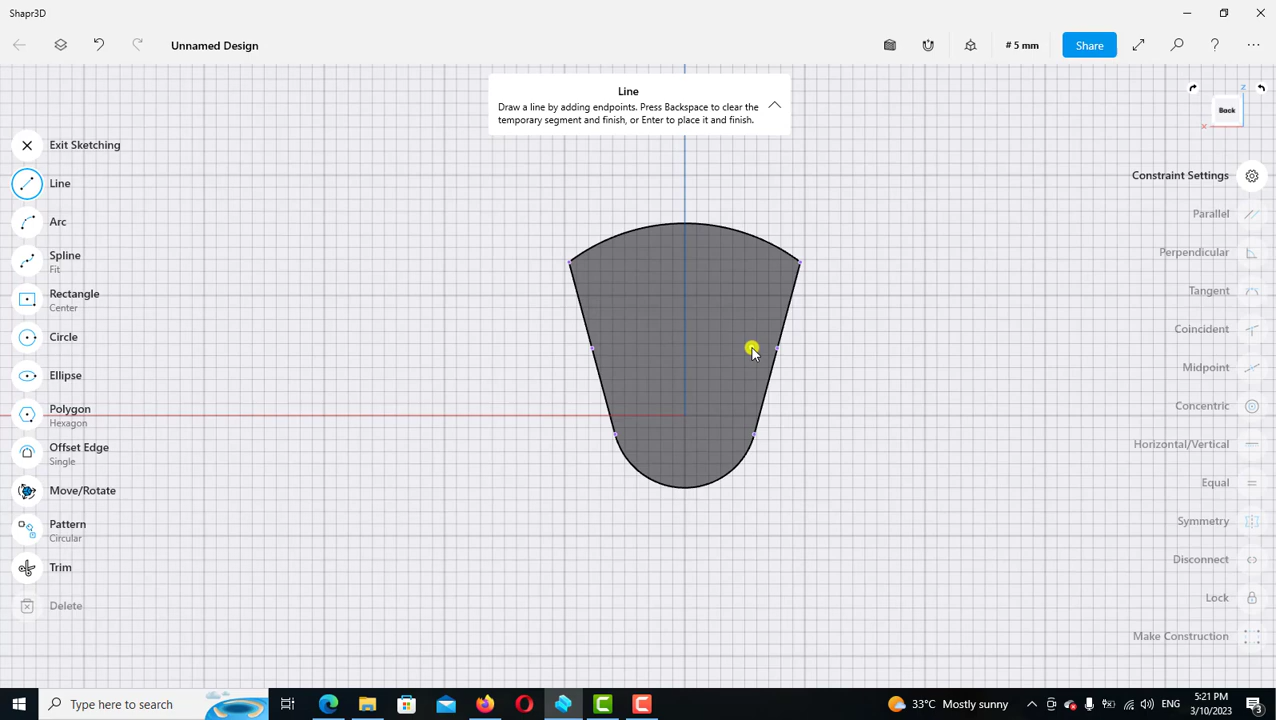 Shapr3D
Unnamed Design
# 5 mm
Share
?
Line
Draw a line by adding endpoints. Press Backspace to clear the
temporary segment and finish, or Enter to place it and finish.
Z
Back
X
Exit Sketching
Line
Arc
Spline
Fit
Rectangle
Center
Circle
Ellipse
Polygon
Hexagon
Offset Edge
Single
Move/Rotate
Pattern
Circular
Trim
Delete
Constraint Settings
Parallel
Perpendicular
Tangent
Coincident
Midpoint
Concentric
Horizontal/Vertical
Equal
Symmetry
Disconnect
Lock
Make Construction
Type here to search
33°C Mostly sunny
ENG
5:21 PM
3/10/2023
3